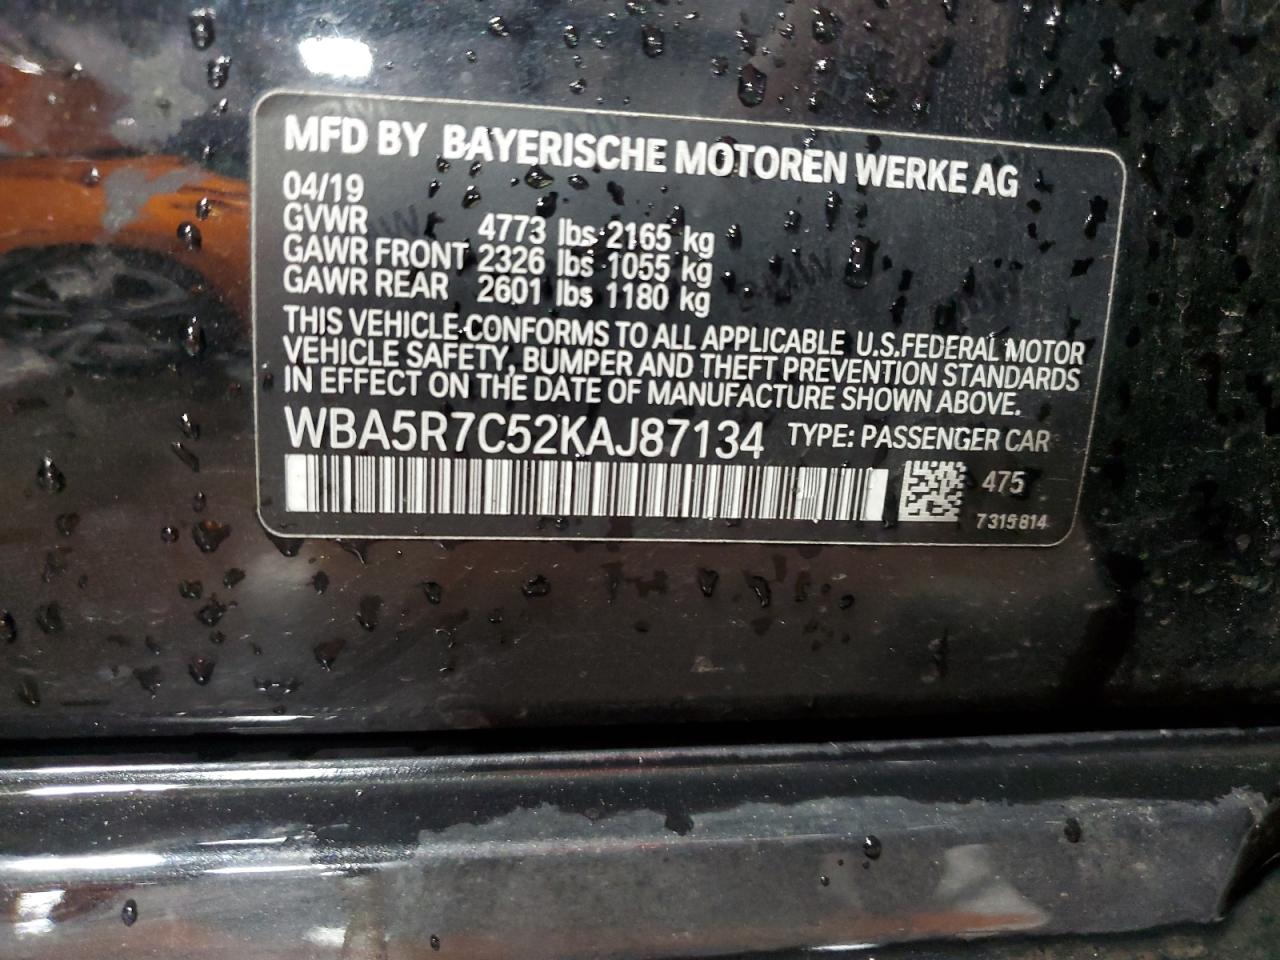 MFD BY BAYERISCHE MOTOREN WERKE AG
04/19
GVWR 4773 lbs 2165 kg
GAWR FRONT 2326 lbs 1055 kg
GAWR REAR 2601 lbs 1180 kg
THIS VEHICLE CONFORMS TO ALL APPLICABLE U.S.FEDERAL MOTOR
VEHICLE SAFETY, BUMPER AND THEFT PREVENTION STANDARDS
IN EFFECT ON THE DATE OF MANUFACTURE SHOWN ABOVE.
WBA5R7C52KAJ87134 TYPE: PASSENGER CAR
475
7315814